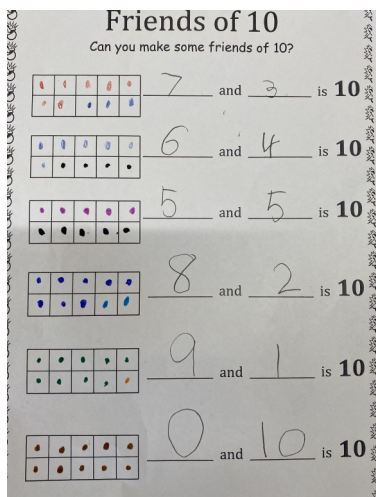 Friends of 10
Can you make some friends of 10?
7 and 3 is 10
6 and 4 is 10
5 and 5 is 10
8 and 2 is 10
9 and 1 is 10
0 and 10 is 10